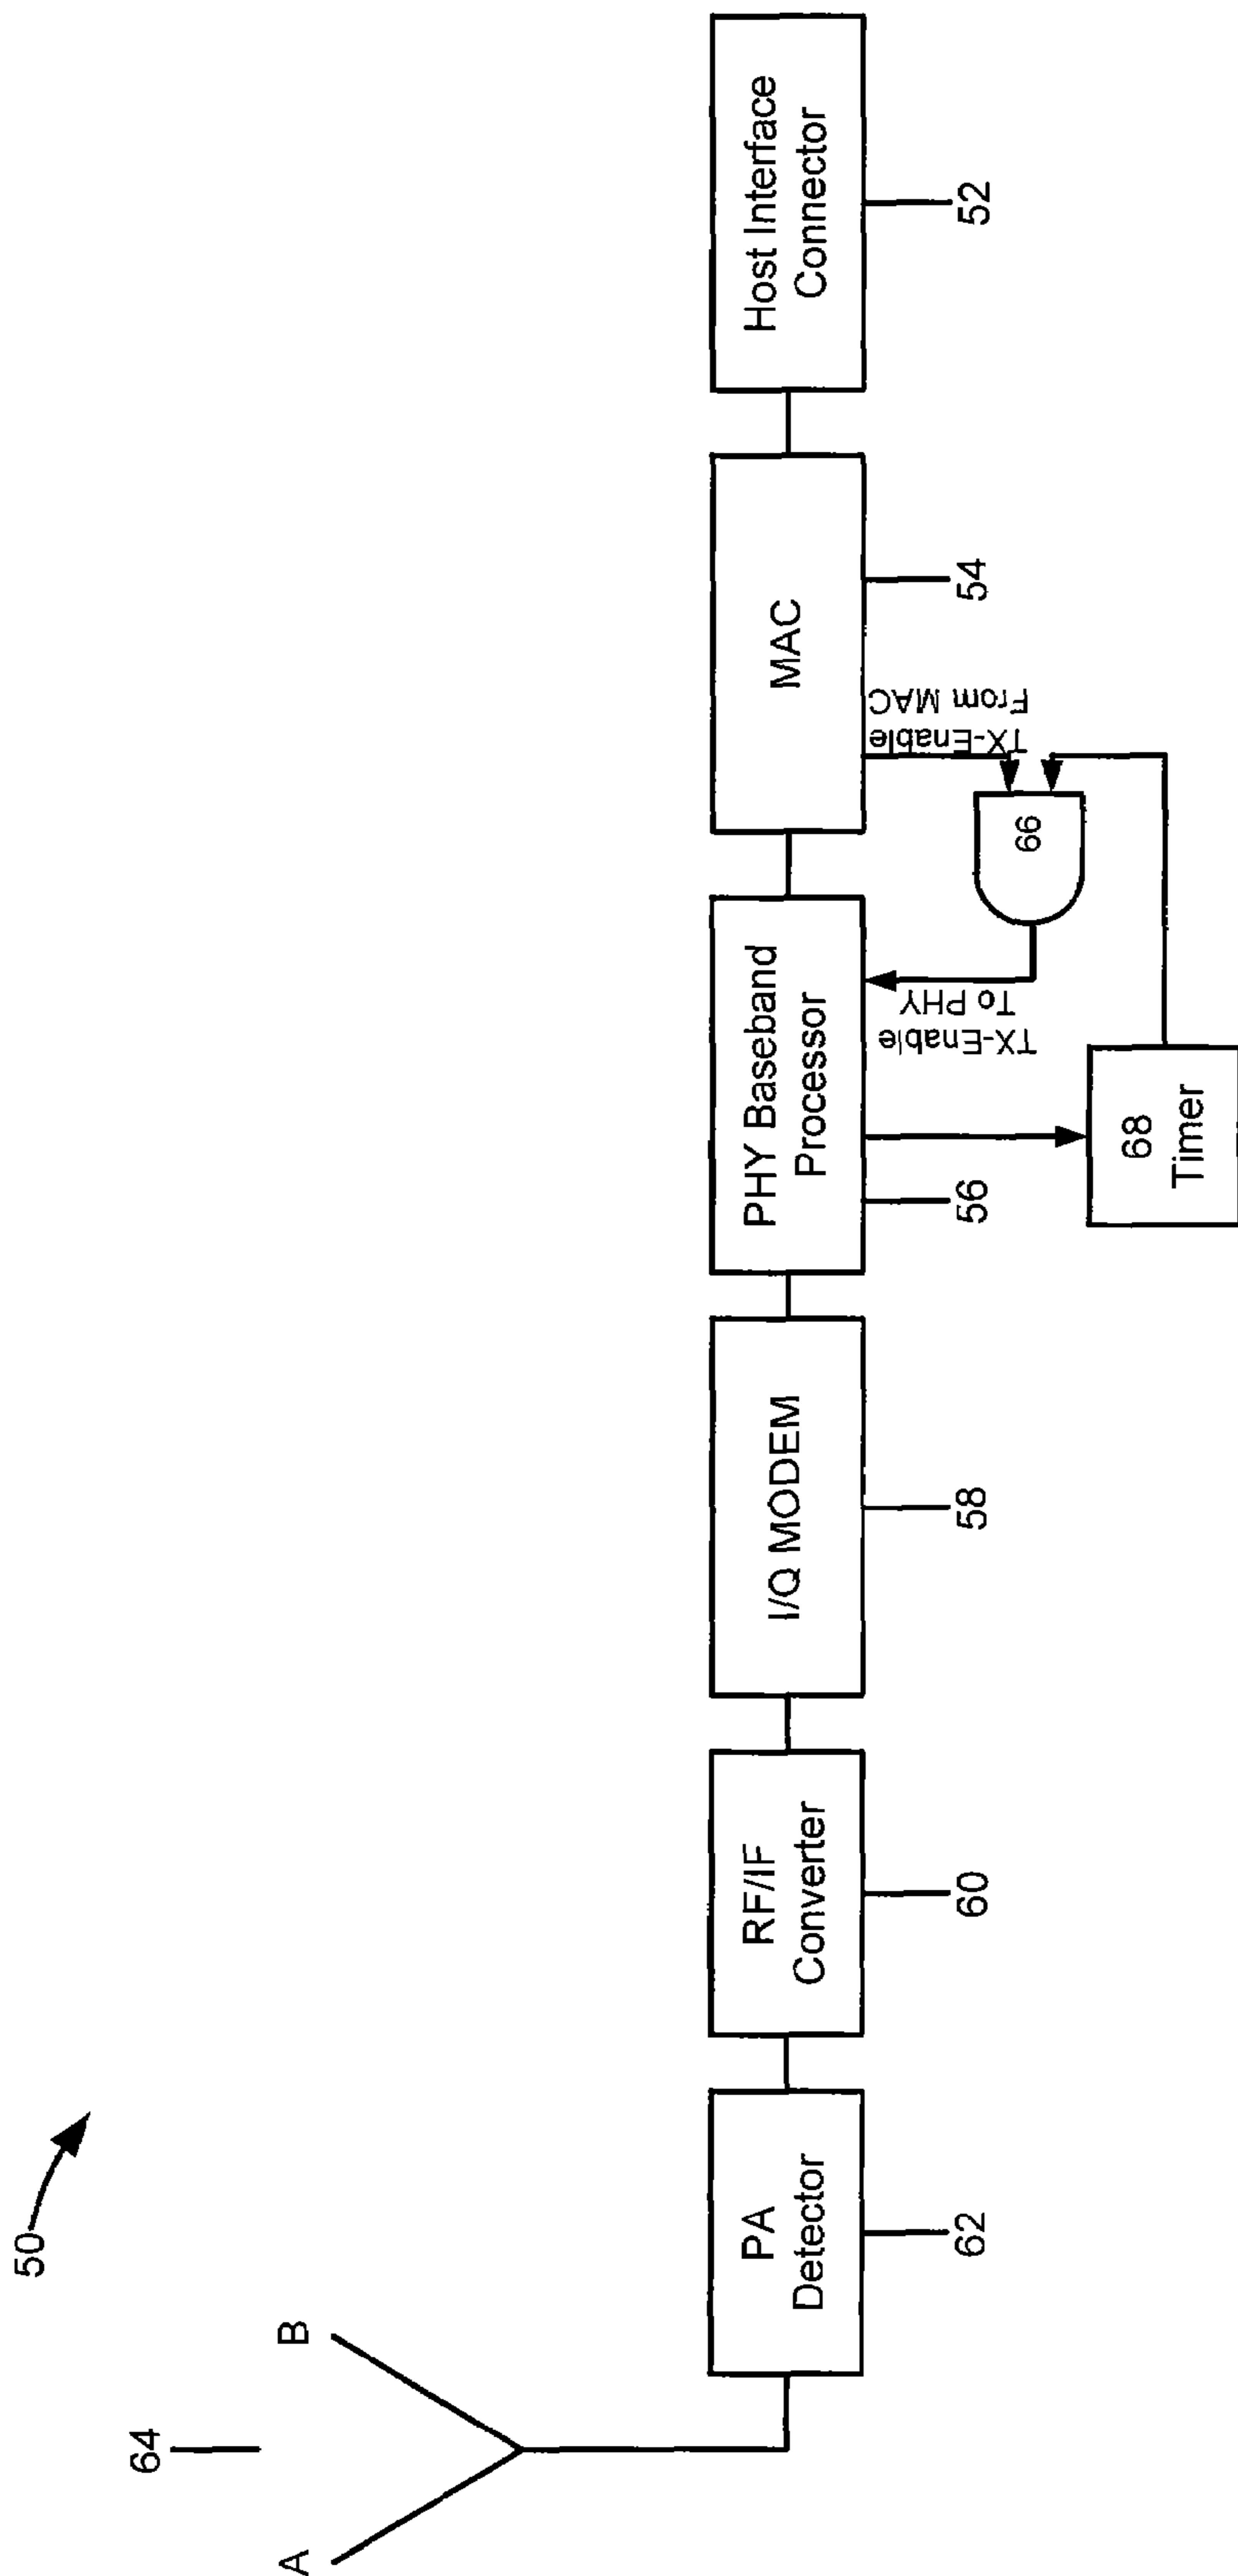 50
64
A
B
PA
Detector
62
RF/IF
Converter
60
I/Q MODEM
58
PHY Baseband
Processor
56
MAC
54
Host Interface
Connector
52
TX-Enable
From MAC
66
TX-Enable
To PHY
68
Timer